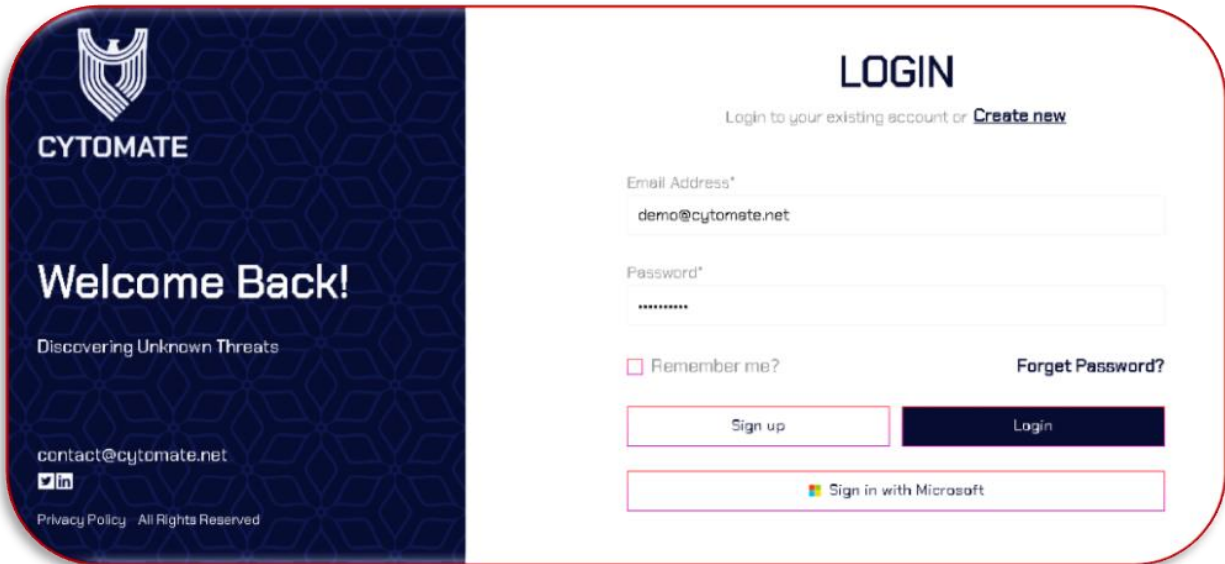 CYTOMATE
Welcome Back!
Discovering Unknown Threats
contact@cytomate.net
Privacy Policy All Rights Reserved
LOGIN
Login to your existing account or Create new
Email Address*
demo@cytomate.net
Password*
••••••••••
Remember me?
Forget Password?
Sign up
Login
Sign in with Microsoft